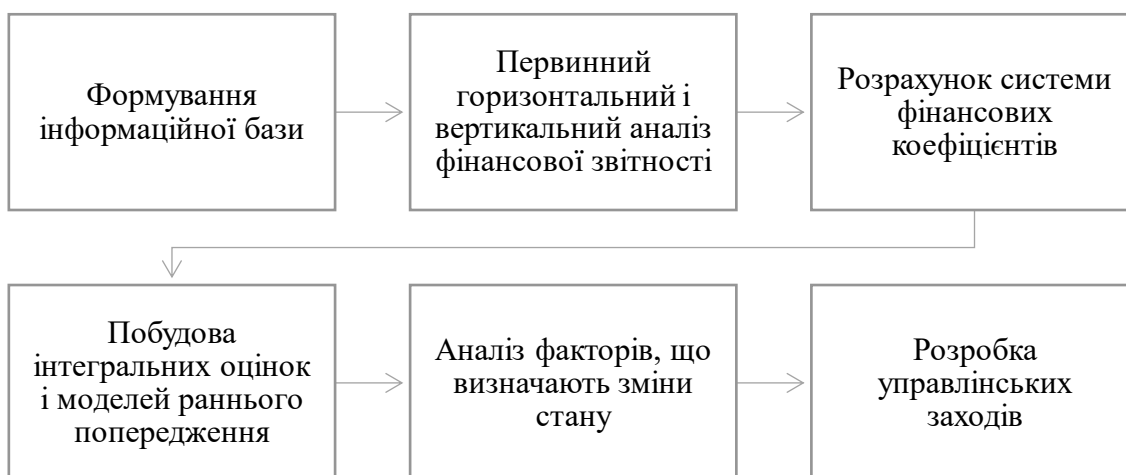 Формування
інформаційної бази
Первинний
горизонтальний і
вертикальний аналіз
фінансової звітності
Розрахунок системи
фінансових
коефіцієнтів
Побудова
інтегральних оцінок
і моделей раннього
попередження
Аналіз факторів, що
визначають зміни
стану
Розробка
управлінських
заходів